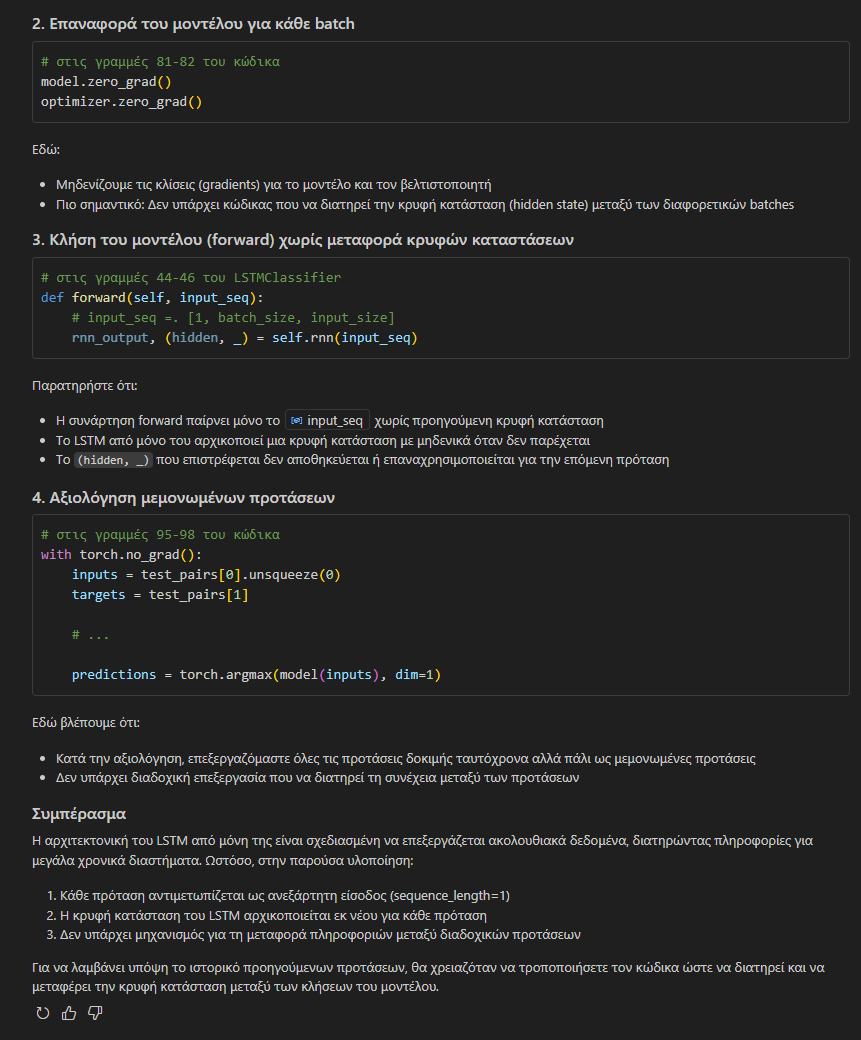 2. Επαναφορά του μοντέλου για κάθε batch
# στις γραμμές 81-82 του κώδικα
model.zero_grad()
optimizer.zero_grad()
Εδώ:
• Μηδενίζουμε τις κλίσεις (gradients) για το μοντέλο και τον βελτιστοποιητή
• Πιο σημαντικό: Δεν υπάρχει κώδικας που να διατηρεί την κρυφή κατάσταση (hidden state) μεταξύ των διαφορετικών batches
3. Κλήση του μοντέλου (forward) χωρίς μεταφορά κρυφών καταστάσεων
# στις γραμμές 44-46 του LSTMClassifier
def forward(self, input_seq):
    # input_seq =. [1, batch_size, input_size]
    rnn_output, (hidden, _) = self.rnn(input_seq)
Παρατηρήστε ότι:
• Η συνάρτηση forward παίρνει μόνο το input_seq χωρίς προηγούμενη κρυφή κατάσταση
• Το LSTM από μόνο του αρχικοποιεί μια κρυφή κατάσταση με μηδενικά όταν δεν παρέχεται
• Το (hidden, _) που επιστρέφεται δεν αποθηκεύεται ή επαναχρησιμοποιείται για την επόμενη πρόταση
4. Αξιολόγηση μεμονωμένων προτάσεων
# στις γραμμές 95-98 του κώδικα
with torch.no_grad():
    inputs = test_pairs[0].unsqueeze(0)
    targets = test_pairs[1]
    # ...
    predictions = torch.argmax(model(inputs), dim=1)
Εδώ βλέπουμε ότι:
• Κατά την αξιολόγηση, επεξεργαζόμαστε όλες τις προτάσεις δοκιμής ταυτόχρονα αλλά πάλι ως μεμονωμένες προτάσεις
• Δεν υπάρχει διαδοχική επεξεργασία που να διατηρεί τη συνέχεια μεταξύ των προτάσεων
Συμπέρασμα
Η αρχιτεκτονική του LSTM από μόνη της είναι σχεδιασμένη να επεξεργάζεται ακολουθιακά δεδομένα, διατηρώντας πληροφορίες για
μεγάλα χρονικά διαστήματα. Ωστόσο, στην παρούσα υλοποίηση:
1. Κάθε πρόταση αντιμετωπίζεται ως ανεξάρτητη είσοδος (sequence_length=1)
2. Η κρυφή κατάσταση του LSTM αρχικοποιείται εκ νέου για κάθε πρόταση
3. Δεν υπάρχει μηχανισμός για τη μεταφορά πληροφοριών μεταξύ διαδοχικών προτάσεων
Για να λαμβάνει υπόψη το ιστορικό προηγούμενων προτάσεων, θα χρειαζόταν να τροποποιήσετε τον κώδικα ώστε να διατηρεί και να
μεταφέρει την κρυφή κατάσταση μεταξύ των κλήσεων του μοντέλου.